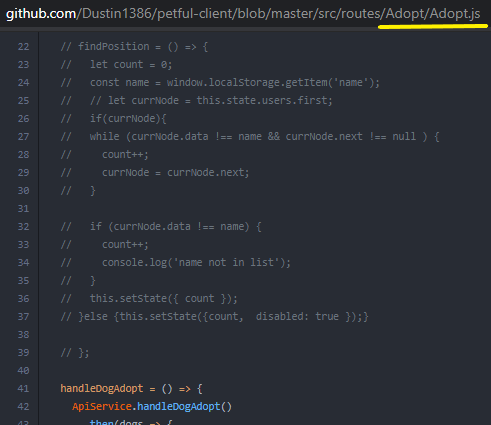 github.com/Dustin1386/petful-client/blob/master/src/routes/Adopt/Adopt.js
22 // findPosition = () => {
23 //   let count = 0;
24 //   const name = window.localStorage.getItem('name');
25 //   // let currNode = this.state.users.first;
26 //   if(currNode){
27 //   while (currNode.data !== name && currNode.next !== null ) {
28 //     count++;
29 //     currNode = currNode.next;
30 //   }
31
32 //   if (currNode.data !== name) {
33 //     count++;
34 //     console.log('name not in list');
35 //   }
36 //   this.setState({ count });
37 // }else {this.setState({count,  disabled: true });}
38
39 // };
40
41 handleDogAdopt = () => {
42   ApiService.handleDogAdopt()
43     .then(dogs => {